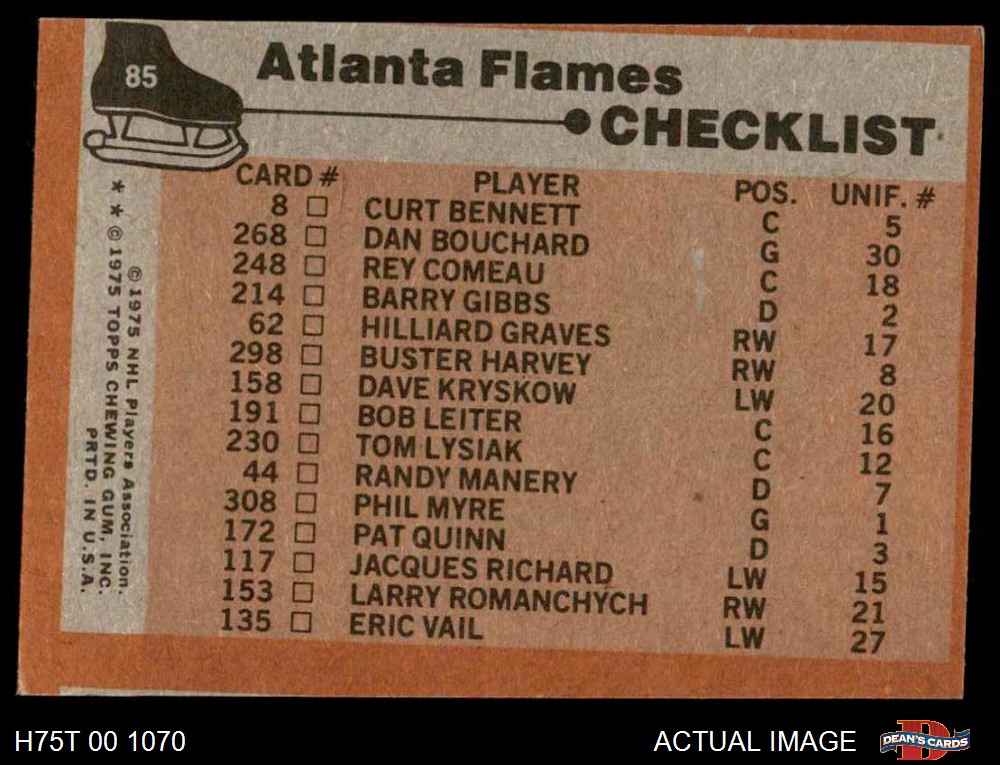 85
Atlanta Flames
CHECKLIST
CARD # PLAYER POS. UNIF. #
8 □ CURT BENNETT C 5
268 □ DAN BOUCHARD G 30
248 □ REY COMEAU C 18
214 □ BARRY GIBBS D 2
62 □ HILLIARD GRAVES RW 17
298 □ BUSTER HARVEY RW 8
158 □ DAVE KRYSKOW LW 20
191 □ BOB LEITER C 16
230 □ TOM LYSIAK C 12
44 □ RANDY MANERY D 7
308 □ PHIL MYRE G 1
172 □ PAT QUINN D 3
117 □ JACQUES RICHARD LW 15
153 □ LARRY ROMANCHYCH RW 21
135 □ ERIC VAIL LW 27
© 1975 NHL Players Association.
* * © 1975 TOPPS CHEWING GUM, INC.
PRTD. IN U.S.A.
H75T 00 1070
ACTUAL IMAGE
DEAN'S CARDS